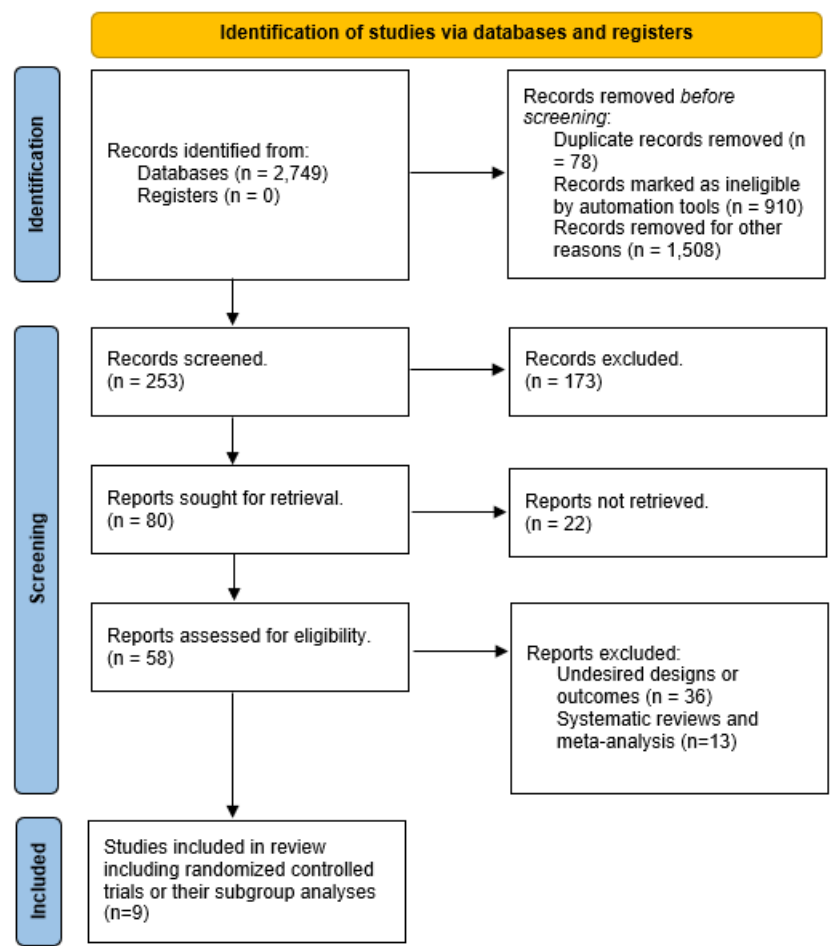 Identification of studies via databases and registers
Identification
Records identified from:
Databases (n = 2,749)
Registers (n = 0)
Records removed before
screening:
Duplicate records removed (n
= 78)
Records marked as ineligible
by automation tools (n = 910)
Records removed for other
reasons (n = 1,508)
Screening
Records screened.
(n = 253)
Records excluded.
(n = 173)
Reports sought for retrieval.
(n = 80)
Reports not retrieved.
(n = 22)
Reports assessed for eligibility.
(n = 58)
Reports excluded:
Undesired designs or
outcomes (n = 36)
Systematic reviews and
meta-analysis (n=13)
Included
Studies included in review
including randomized controlled
trials or their subgroup analyses
(n=9)